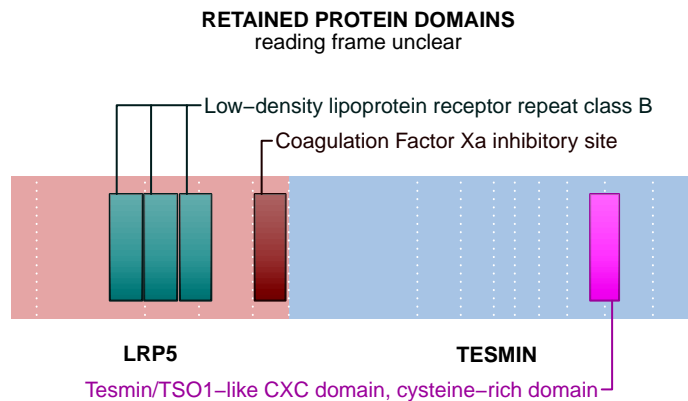 RETAINED PROTEIN DOMAINS
reading frame unclear
Low−density lipoprotein receptor repeat class B
Coagulation Factor Xa inhibitory site
LRP5
TESMIN
Tesmin/TSO1−like CXC domain, cysteine−rich domain